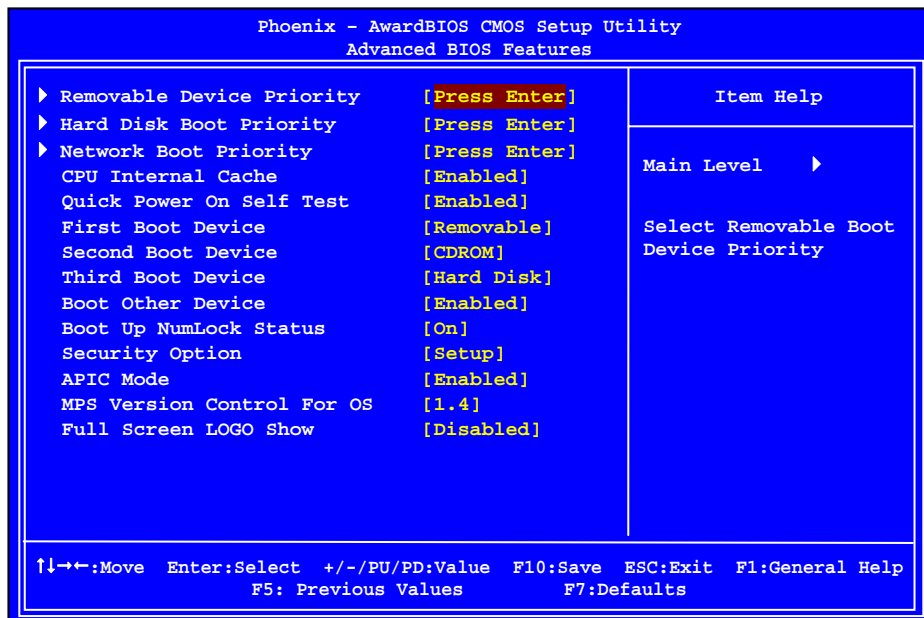 Phoenix – AwardBIOS CMOS Setup Utility
Advanced BIOS Features
Removable Device Priority [Press Enter]
Hard Disk Boot Priority [Press Enter]
Network Boot Priority [Press Enter]
CPU Internal Cache [Enabled]
Quick Power On Self Test [Enabled]
First Boot Device [Removable]
Second Boot Device [CDROM]
Third Boot Device [Hard Disk]
Boot Other Device [Enabled]
Boot Up NumLock Status [On]
Security Option [Setup]
APIC Mode [Enabled]
MPS Version Control For OS [1.4]
Full Screen LOGO Show [Disabled]
Item Help
Main Level
Select Removable Boot
Device Priority
↑↓→←:Move Enter:Select +/-/PU/PD:Value F10:Save ESC:Exit F1:General Help
F5: Previous Values F7:Defaults